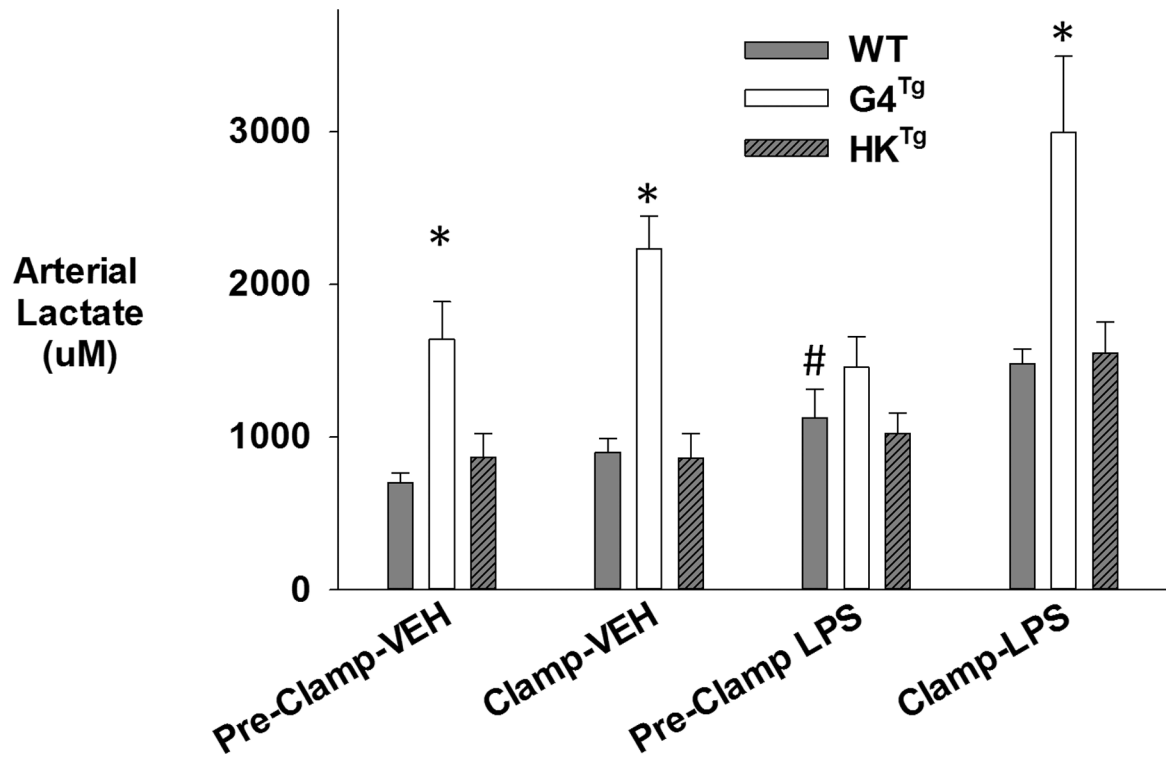 *
WT
G4Tg
HKTg
3000
*
*
2000
Arterial
Lactate
(uM)
#
1000
0
Pre-Clamp-VEH
Clamp-VEH
Pre-Clamp LPS
Clamp-LPS